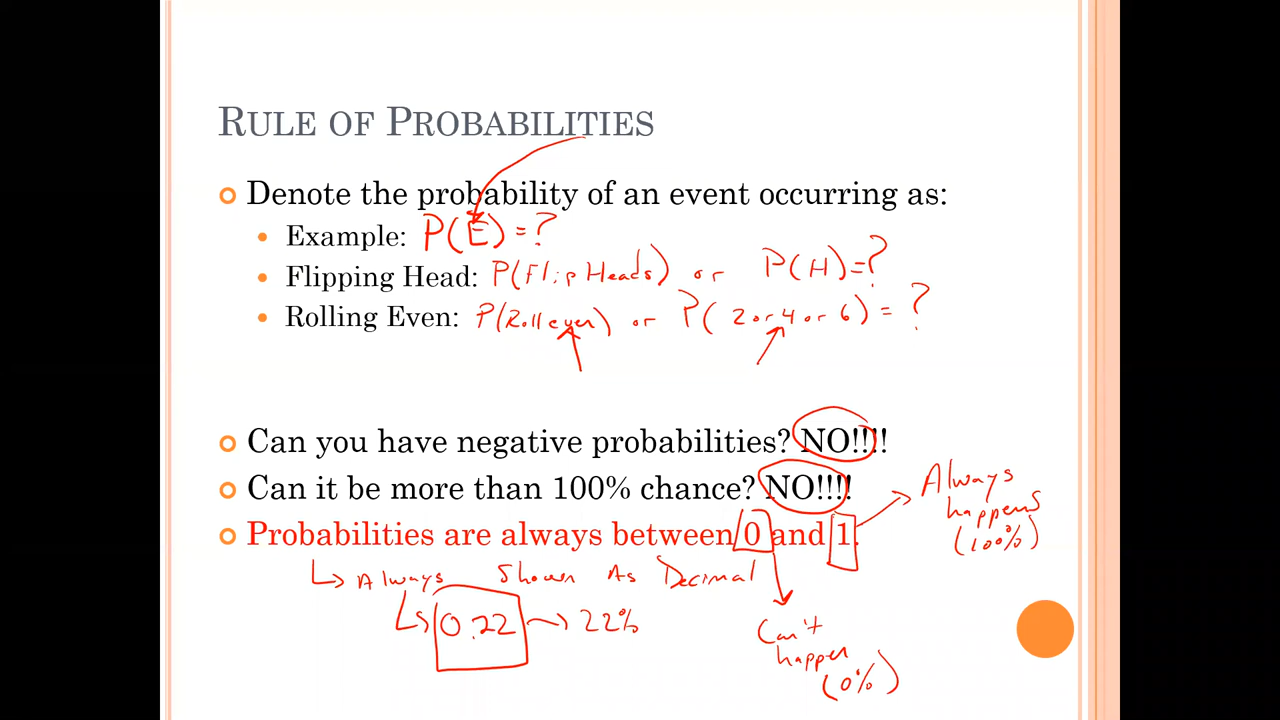 RULE OF PROBABILITIES
Denote the probability of an event occurring as:
Example: P(E) = ?
Flipping Head: P(Flip Heads) or P(H) = ?
Rolling Even: P(Roll even) or P(2 or 4 or 6) = ?
Can you have negative probabilities? NO!!!!
Can it be more than 100% chance? NO!!!!
Probabilities are always between 0 and 1.
Always
happens
(100%)
Always Shown As Decimal
0.22 → 22%
Can't
happen
(0%)